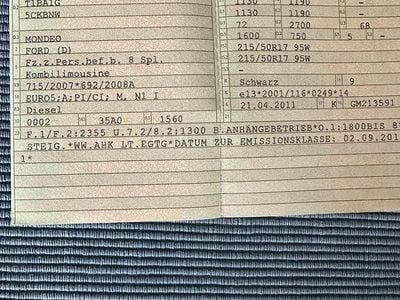 T1BA1G
5CKBNW
MONDEO
FORD (D)
Fz.z.Pers.bef.b. 8 Spl.
Kombilimousine
715/2007*692/2008A
EURO5;A;PI/CI; M, N1 I
Diesel
0002 35A0 1560
1130 1190 -
1130 1190 -
72 2700 68
1600 750 5 -
215/50R17 95W
215/50R17 95W
Schwarz 9
e13*2001/116*0249*14
21.04.2011 K GM213591
F.1/F.2:2355 U.7.2/8.2:1300 B.ANHÄNGEBETRIEB*O.1:1800BIS 8
STEIG.*WW.AHK LT.EGTG*DATUM ZUR EMISSIONSKLASSE: 02.09.201
1*